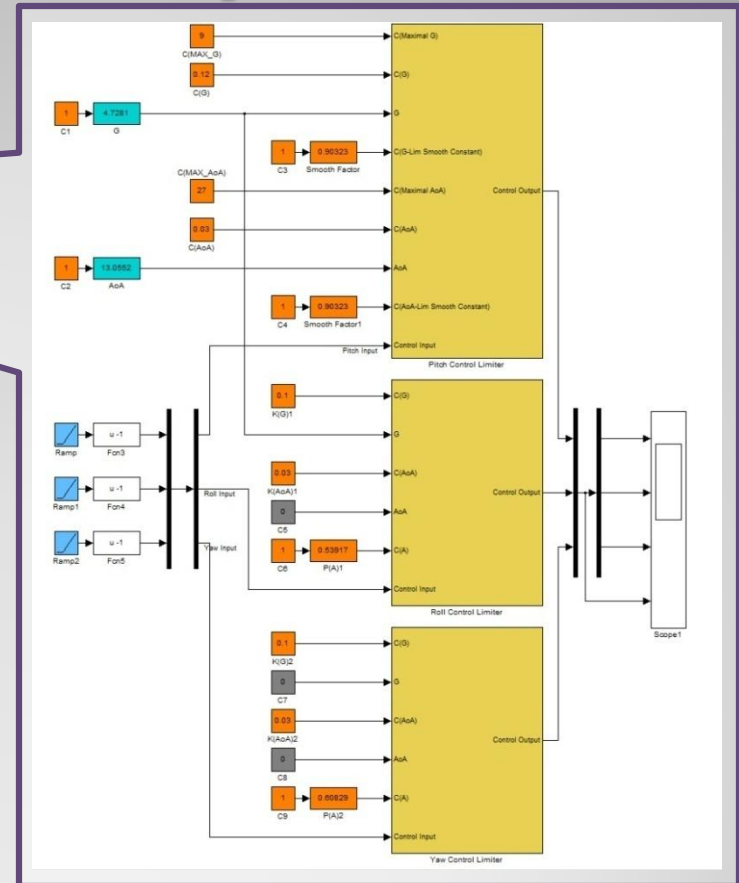 9
C(MAX_G)
C(Maximal G)
0.12
C(G)
C(G)
1
C1
4.7281
G
G
1
C3
0.90323
Smooth Factor
C(G-Lim Smooth Constant)
C(MAX_AoA)
27
C(Maximal AoA)
Control Output
0.03
C(AoA)
C(AoA)
1
C2
13.0552
AoA
AoA
1
C4
0.90323
Smooth Factor1
C(AoA-Lim Smooth Constant)
Pitch Input
Control Input
Pitch Control Limiter
0.1
K(G)1
C(G)
G
Ramp
u -1
Fcn3
0.03
K(AoA)1
C(AoA)
Ramp1
u -1
Fcn4
Roll Input
Control Output
0
C5
AoA
Ramp2
u -1
Fcn5
Yaw Input
1
C6
0.53917
P(A)1
C(A)
Control Input
Roll Control Limiter
Scope1
0.1
K(G)2
C(G)
0
C7
G
0.03
K(AoA)2
C(AoA)
Control Output
0
C8
AoA
1
C9
0.60829
P(A)2
C(A)
Control Input
Yaw Control Limiter